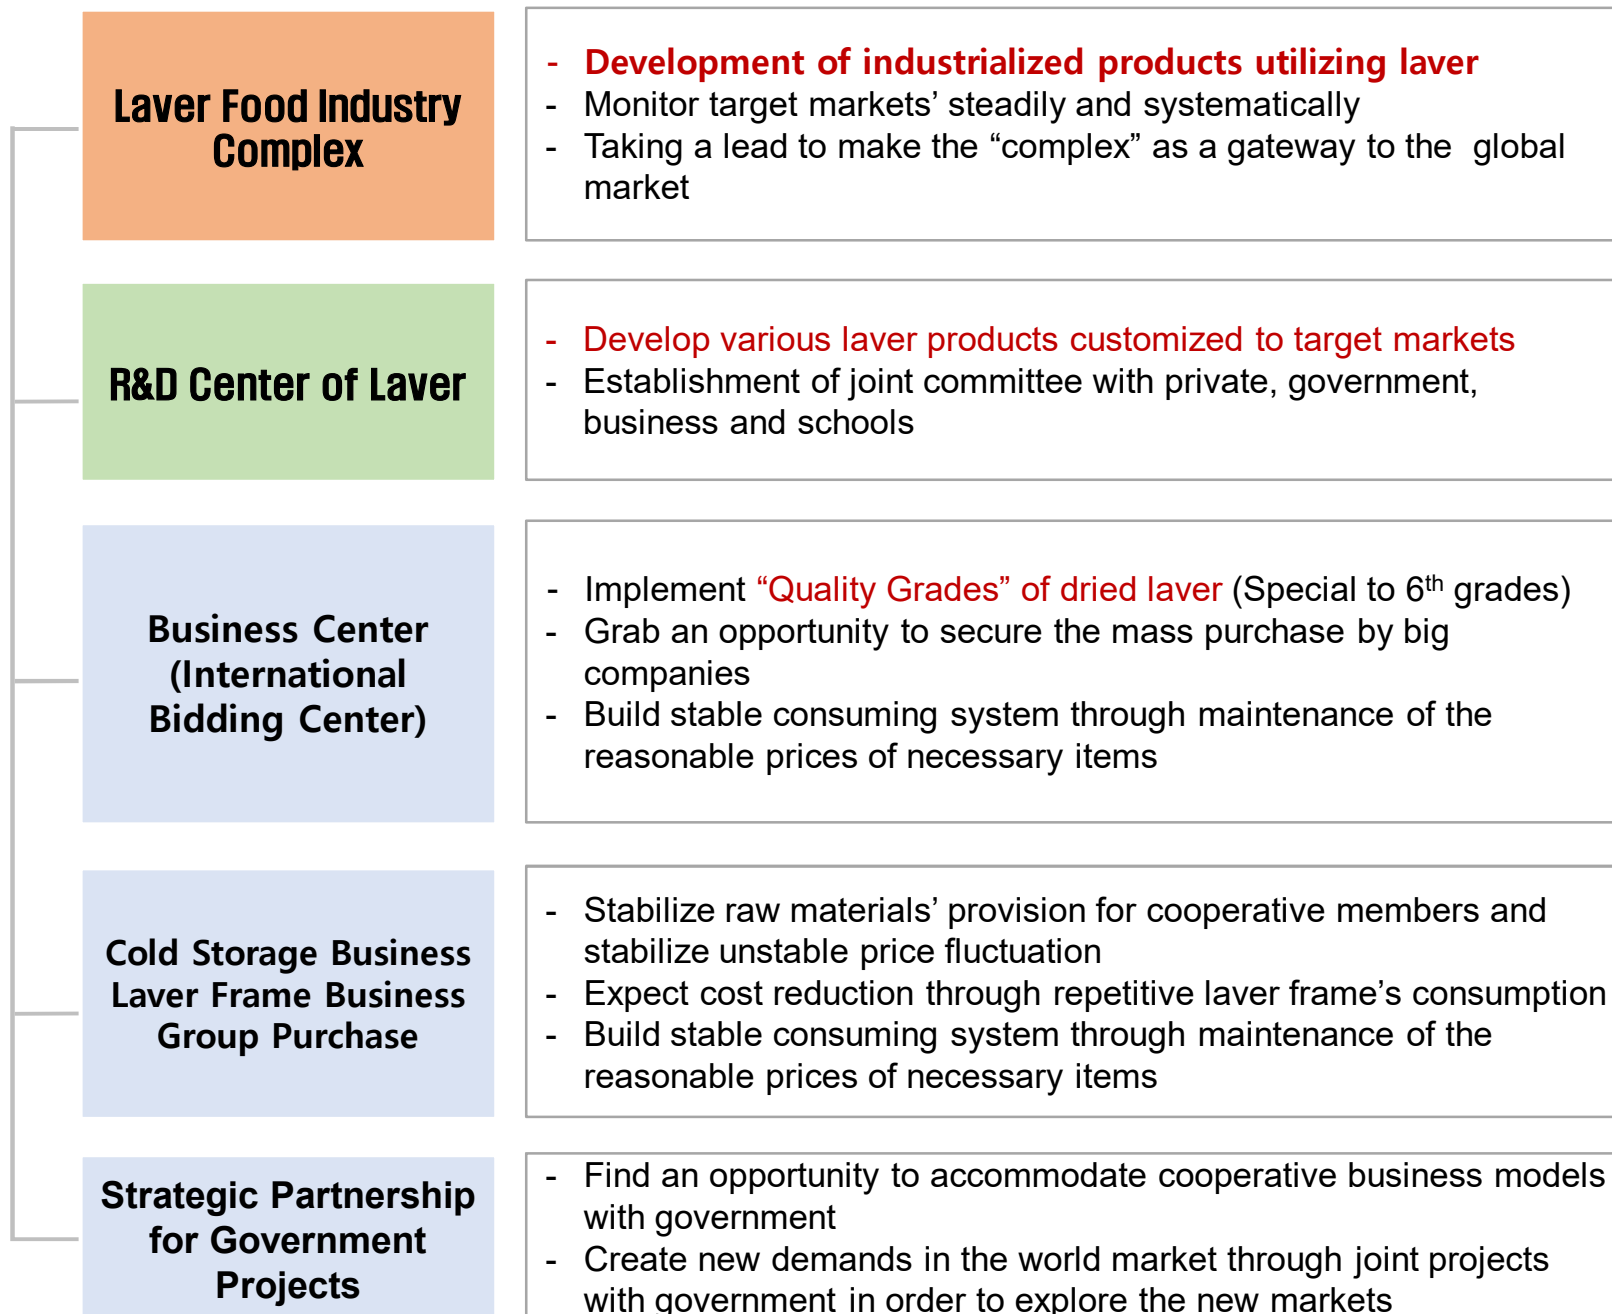 Laver Food Industry
Complex
- Development of industrialized products utilizing laver
- Monitor target markets’ steadily and systematically
- Taking a lead to make the “complex” as a gateway to the global
market
R&D Center of Laver
- Develop various laver products customized to target markets
- Establishment of joint committee with private, government,
business and schools
Business Center
(International
Bidding Center)
- Implement “Quality Grades” of dried laver (Special to 6th grades)
- Grab an opportunity to secure the mass purchase by big
companies
- Build stable consuming system through maintenance of the
reasonable prices of necessary items
Cold Storage Business
Laver Frame Business
Group Purchase
- Stabilize raw materials’ provision for cooperative members and
stabilize unstable price fluctuation
- Expect cost reduction through repetitive laver frame’s consumption
- Build stable consuming system through maintenance of the
reasonable prices of necessary items
Strategic Partnership
for Government
Projects
- Find an opportunity to accommodate cooperative business models
with government
- Create new demands in the world market through joint projects
with government in order to explore the new markets